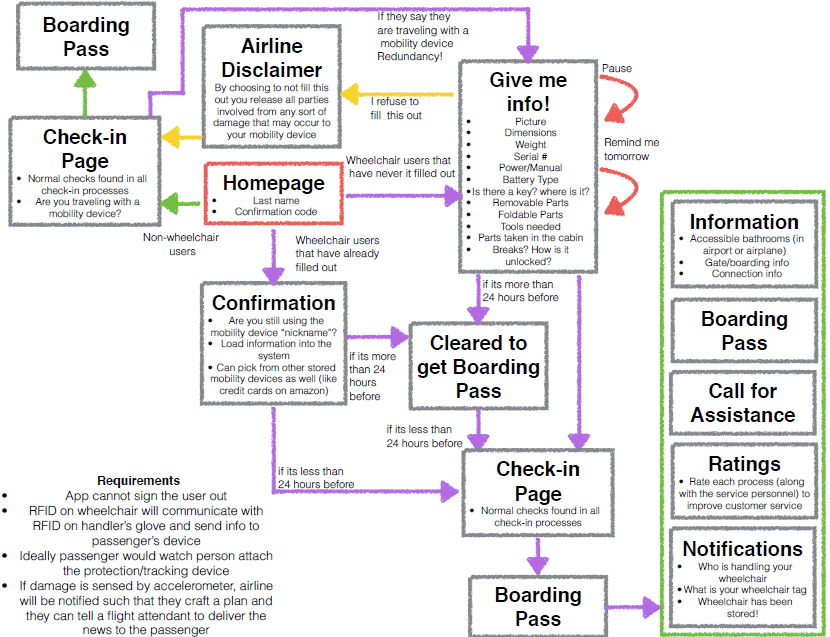 Boarding
Pass
If they say they
are traveling with a
mobility device
Redundancy!
Airline
Disclaimer
By choosing to not fill this
out you release all parties
involved from any sort of
damage that may occur to
your mobility device
I refuse to
fill this out
Give me
info!
• Picture
• Dimensions
• Weight
• Serial #
• Power/Manual
• Battery Type
• Is there a key? where is it?
• Removable Parts
• Foldable Parts
• Tools needed
• Parts taken in the cabin
• Breaks? How is it
unlocked?
Pause
Remind me
tomorrow
Check-in
Page
• Normal checks found in all
check-in processes
• Are you traveling with a
mobility device?
Homepage
• Last name
• Confirmation code
Wheelchair users that
have never it filled out
Non-wheelchair
users
Wheelchair users
that have already
filled out
Confirmation
• Are you still using the
mobility device “nickname”?
• Load information into the
system
• Can pick from other stored
mobility devices as well (like
credit cards on amazon)
if its more
than 24
hours
before
if its more than
24 hours before
Cleared to
get Boarding
Pass
if its less than
24 hours before
if its less than
24 hours before
Check-in
Page
• Normal checks found in all
check-in processes
Boarding
Pass
Information
• Accessible bathrooms (in
airport or airplane)
• Gate/boarding info
• Connection info
Boarding
Pass
Call for
Assistance
Ratings
• Rate each process (along
with the service personnel) to
improve customer service
Notifications
• Who is handling your
wheelchair
• What is your wheelchair tag
• Wheelchair has been
stored!
Requirements
• App cannot sign the user out
• RFID on wheelchair will communicate with
RFID on handler’s glove and send info to
passenger’s device
• Ideally passenger would watch person attach
the protection/tracking device
• If damage is sensed by accelerometer, airline
will be notified such that they craft a plan and
they can tell a flight attendant to deliver the
news to the passenger